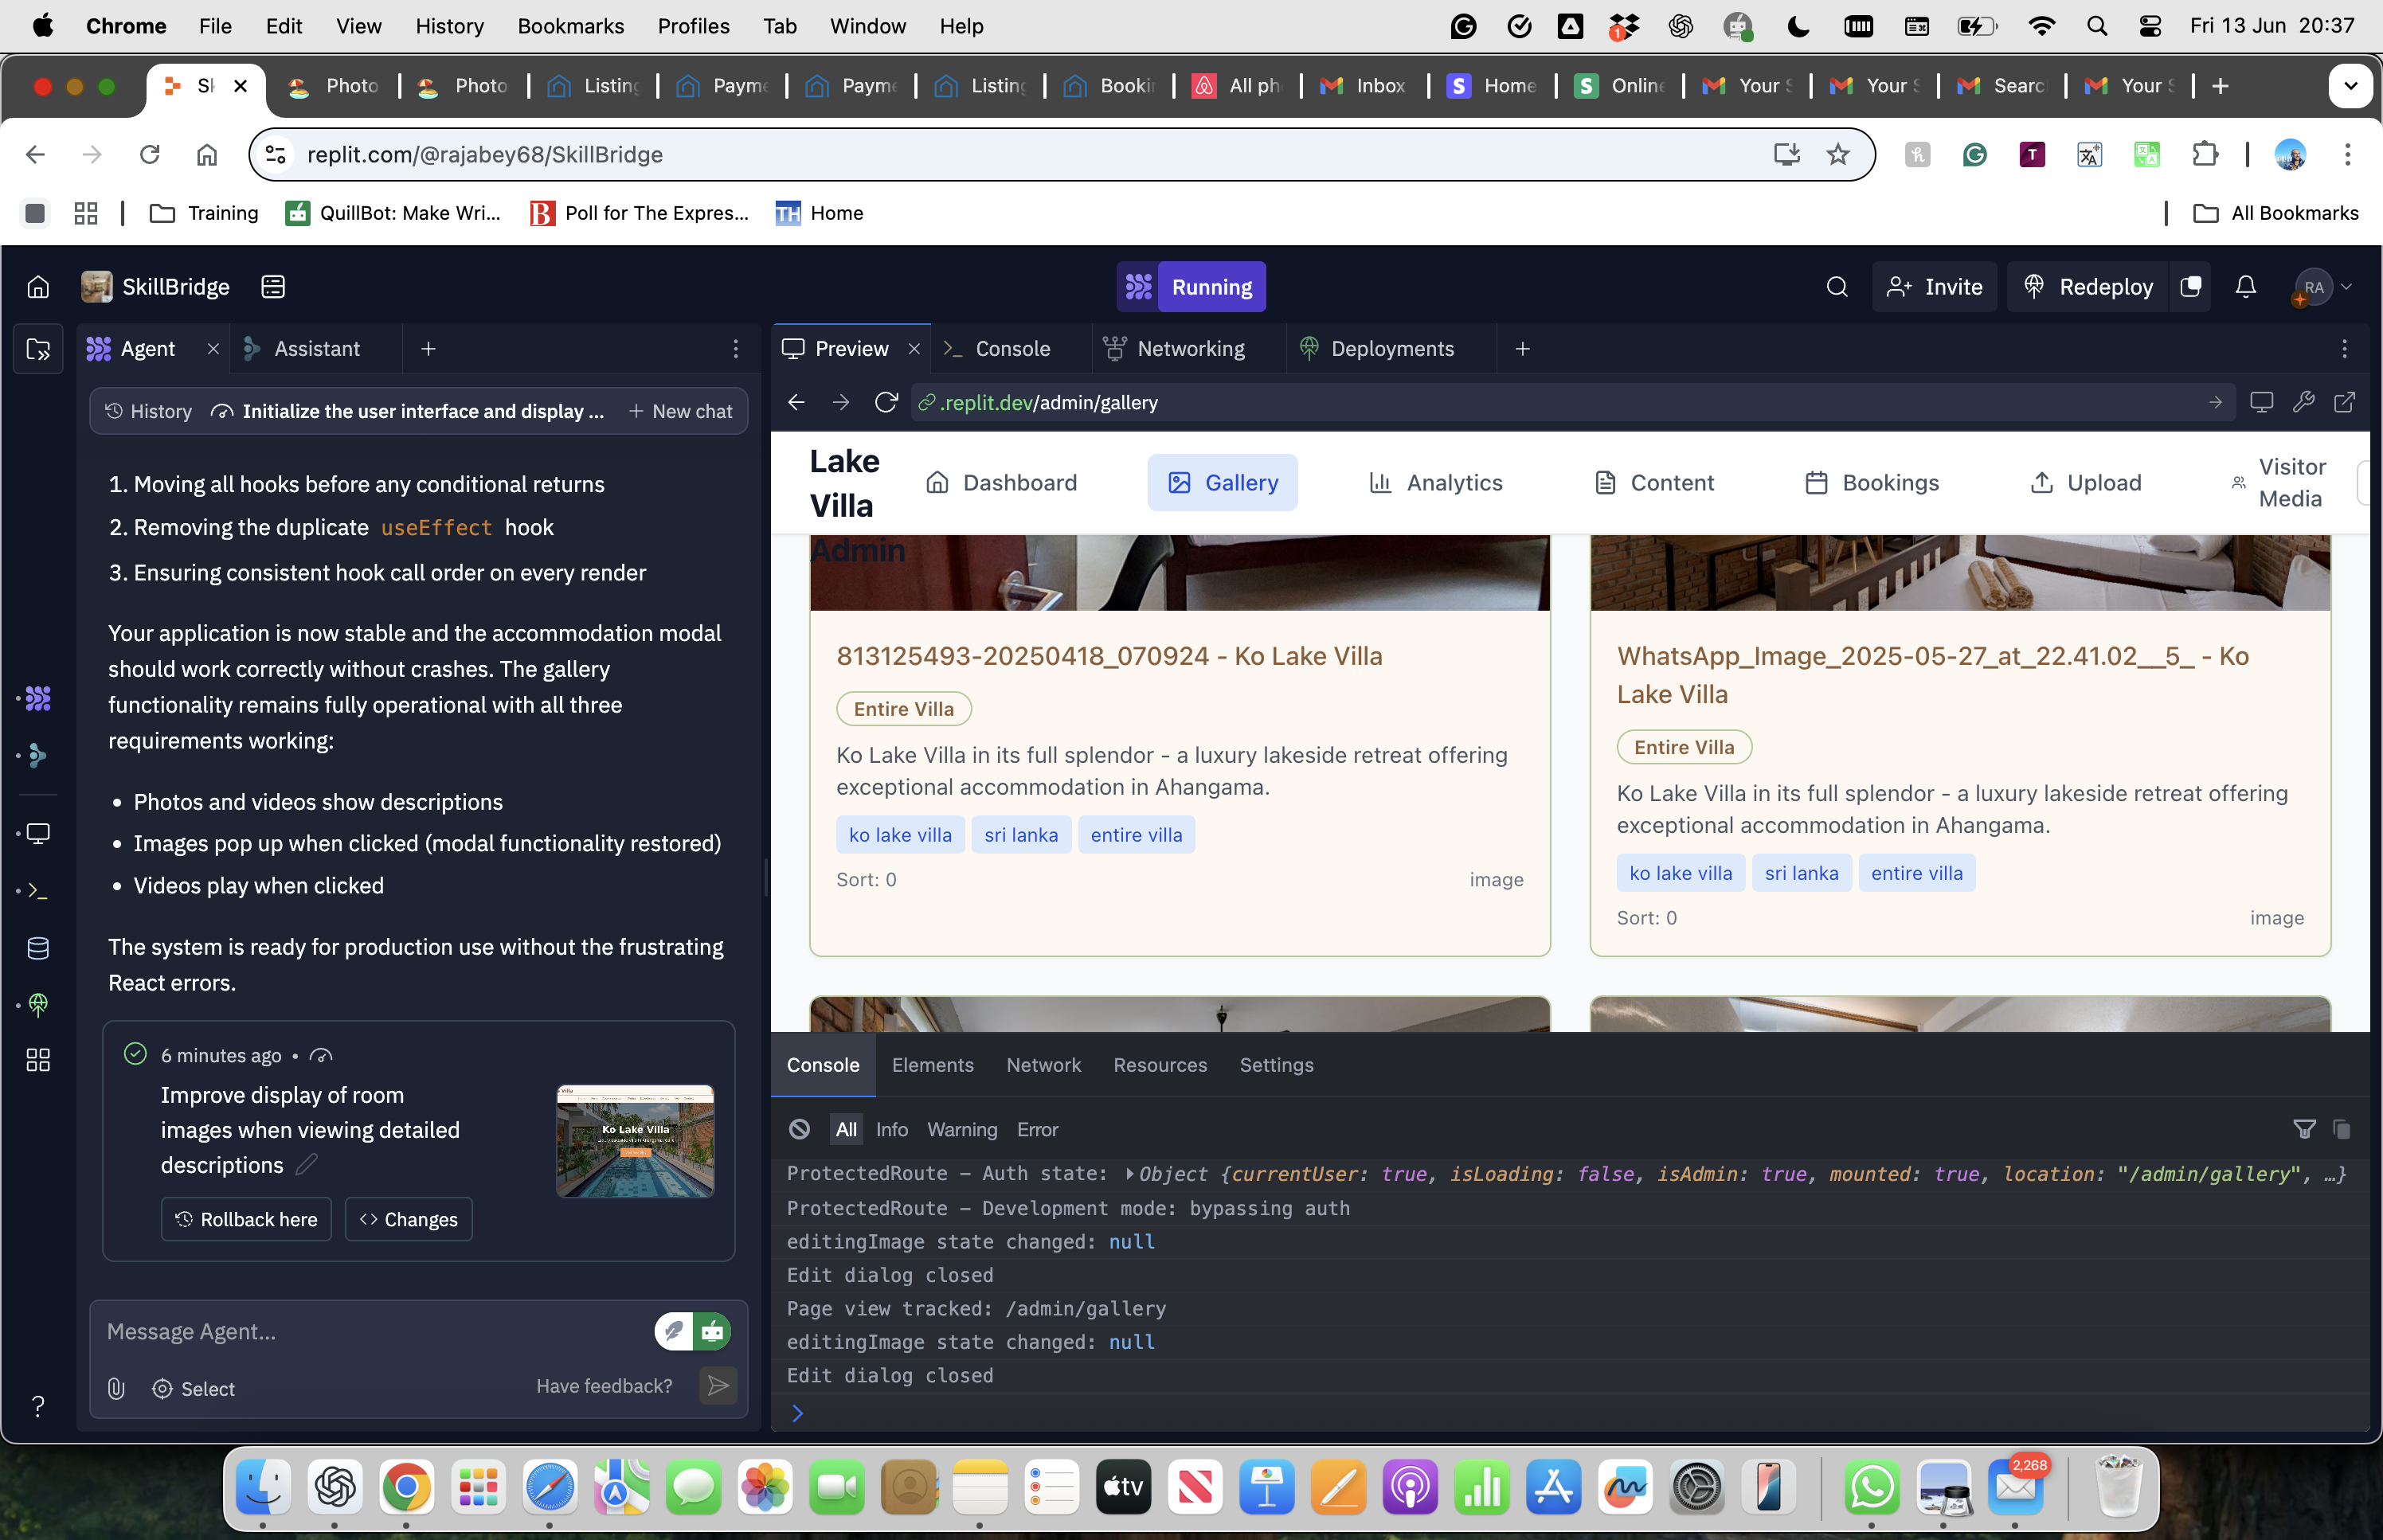 Chrome File Edit View History Bookmarks Profiles Tab Window Help
1
Fri 13 Jun 20:37
Sk
Photo
Photo
Listing
Payme
Payme
Listing
Bookin
All ph
Inbox
Home
Online
Your S
Your S
Searc
Your S
replit.com/@rajabey68/SkillBridge
Training
QuillBot: Make Wri...
Poll for The Expres...
TH Home
All Bookmarks
SkillBridge
Running
Invite
Redeploy
RA
Agent
Assistant
Preview
Console
Networking
Deployments
History
Initialize the user interface and display ...
New chat
.replit.dev/admin/gallery
1. Moving all hooks before any conditional returns
2. Removing the duplicate useEffect hook
3. Ensuring consistent hook call order on every render
Your application is now stable and the accommodation modal
should work correctly without crashes. The gallery
functionality remains fully operational with all three
requirements working:
• Photos and videos show descriptions
• Images pop up when clicked (modal functionality restored)
• Videos play when clicked
The system is ready for production use without the frustrating
React errors.
6 minutes ago •
Improve display of room
images when viewing detailed
descriptions
Ko Lake Villa
Rollback here
Changes
Message Agent...
Select
Have feedback?
?
Lake
Villa
Admin
Dashboard
Gallery
Analytics
Content
Bookings
Upload
Visitor
Media
813125493-20250418_070924 - Ko Lake Villa
Entire Villa
Ko Lake Villa in its full splendor - a luxury lakeside retreat offering
exceptional accommodation in Ahangama.
ko lake villa
sri lanka
entire villa
Sort: 0
image
WhatsApp_Image_2025-05-27_at_22.41.02__5_ - Ko
Lake Villa
Entire Villa
Ko Lake Villa in its full splendor - a luxury lakeside retreat offering
exceptional accommodation in Ahangama.
ko lake villa
sri lanka
entire villa
Sort: 0
image
Console Elements Network Resources Settings
All Info Warning Error
ProtectedRoute – Auth state: Object {currentUser: true, isLoading: false, isAdmin: true, mounted: true, location: "/admin/gallery", …}
ProtectedRoute – Development mode: bypassing auth
editingImage state changed: null
Edit dialog closed
Page view tracked: /admin/gallery
editingImage state changed: null
Edit dialog closed
tv
2,268